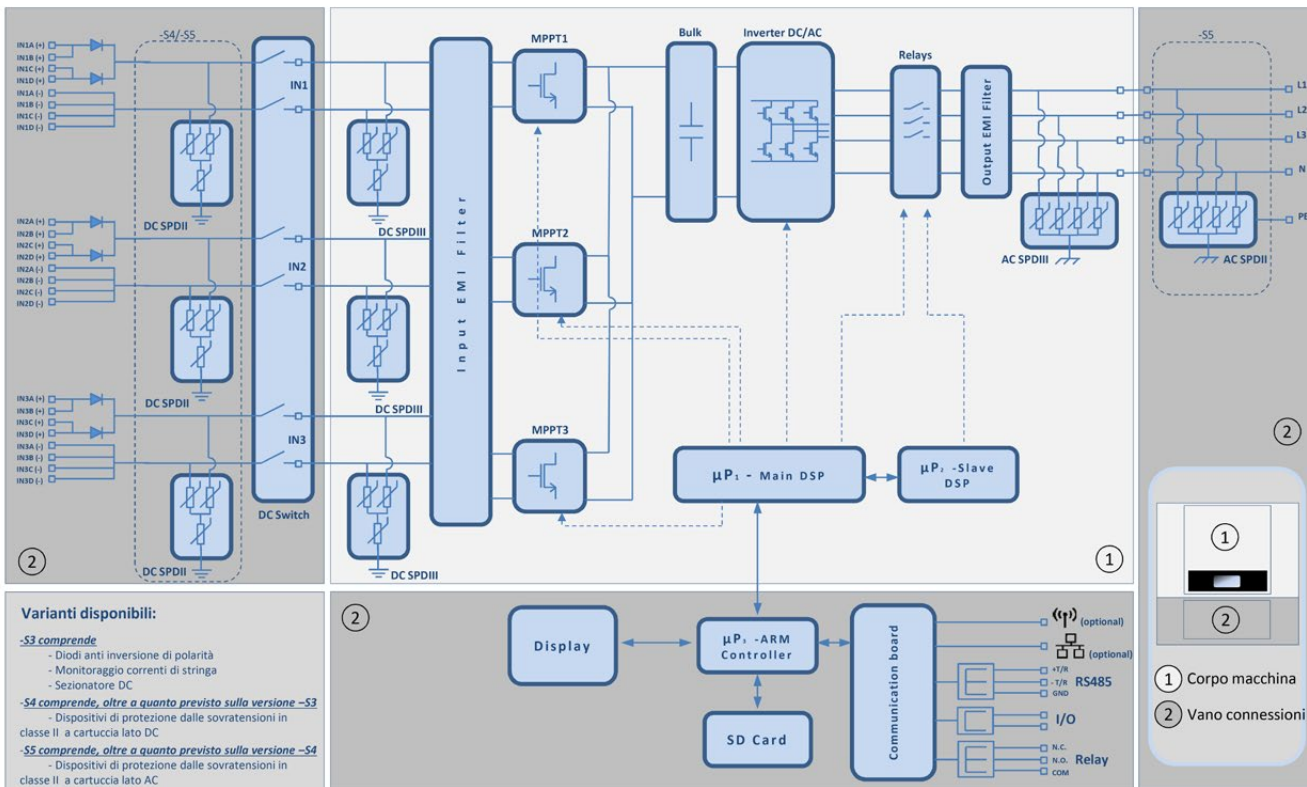 -S4/-S5
IN1A (+)
IN1B (+)
IN1C (+)
IN1D (+)
IN1A (-)
IN1B (-)
IN1C (-)
IN1D (-)
IN1
DC SPDII
IN2A (+)
IN2B (+)
IN2C (+)
IN2D (+)
IN2A (-)
IN2B (-)
IN2C (-)
IN2D (-)
IN2
DC SPDII
IN3A (+)
IN3B (+)
IN3C (+)
IN3D (+)
IN3A (-)
IN3B (-)
IN3C (-)
IN3D (-)
IN3
DC SPDII
DC Switch
2
DC SPDIII
DC SPDIII
DC SPDIII
Input EMI Filter
MPPT1
MPPT2
MPPT3
Bulk
Inverter DC/AC
Relays
Output EMI Filter
AC SPDIII
µP1 - Main DSP
µP2 -Slave
DSP
1
-S5
L1
L2
L3
N
PE
AC SPDII
2
1
2
1 Corpo macchina
2 Vano connessioni
Varianti disponibili:
-S3 comprende
- Diodi anti inversione di polarità
- Monitoraggio correnti di stringa
- Sezionatore DC
-S4 comprende, oltre a quanto previsto sulla versione –S3
- Dispositivi di protezione dalle sovratensioni in
classe II a cartuccia lato DC
-S5 comprende, oltre a quanto previsto sulla versione –S4
- Dispositivi di protezione dalle sovratensioni in
classe II a cartuccia lato AC
2
Display
µP3 -ARM
Controller
SD Card
Communication board
(optional)
(optional)
+T/R
- T/R
GND
RS485
I/O
N.C.
N.O.
COM
Relay